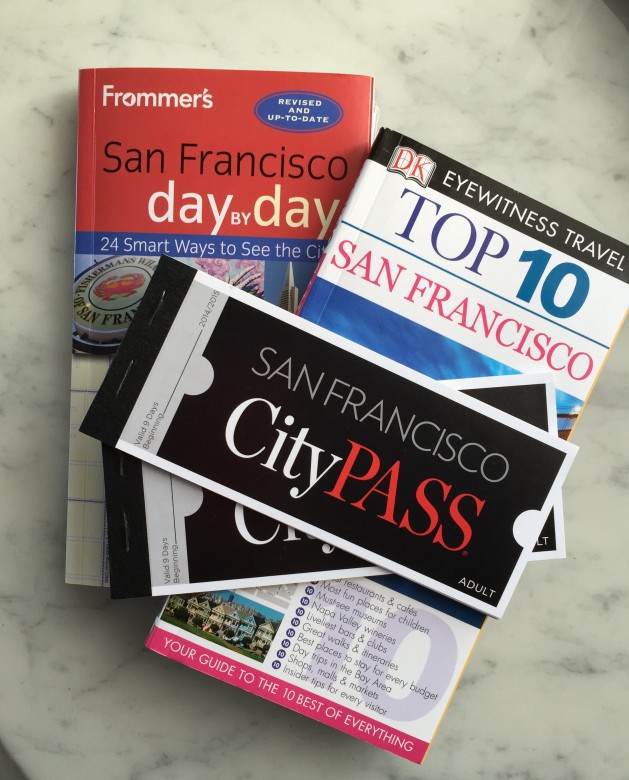 Frommer's
REVISED
AND
UP-TO-DATE
San Francisco
day BY day
24 Smart Ways to See the
SAN
DK
EYEWITNESS TRAVEL
TOP 10
SAN FRANCISCO
2014/2015
Valid 9 Days
Beginning
SAN FRANCISCO
CityPASS®
ADULT
Valid 9 Days
Beginning
restaurants & cafés
Most fun places for children
Must-see museums
Napa Valley wineries
Liveliest bars & clubs
Great walks & itineraries
Best places to stay for every budget
Day trips in the Bay Area
Shops, malls & markets
Insider tips for every visitor
YOUR GUIDE TO THE 10 BEST OF EVERYTHING